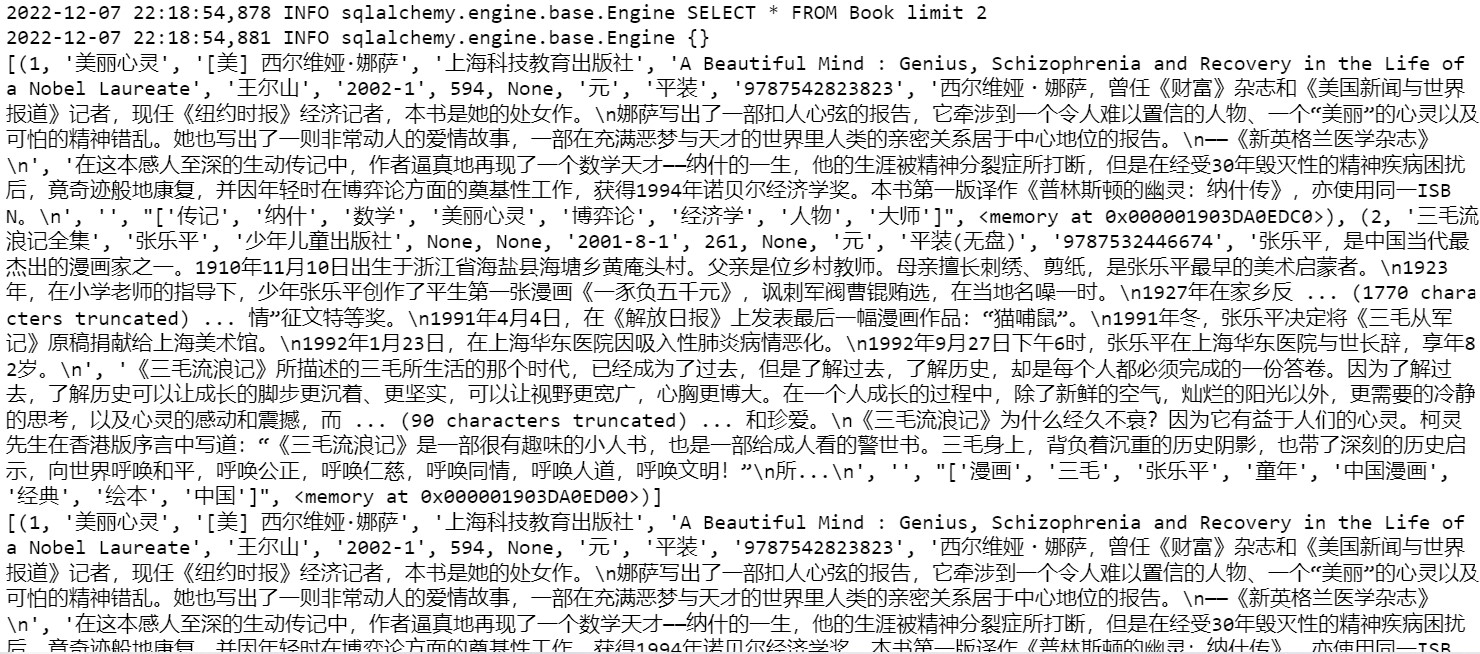 2022-12-07 22:18:54,878 INFO sqlalchemy.engine.base.Engine SELECT * FROM Book limit 2
2022-12-07 22:18:54,881 INFO sqlalchemy.engine.base.Engine {}
[(1, '美丽心灵', '[美] 西尔维娅·娜萨', '上海科技教育出版社', 'A Beautiful Mind : Genius, Schizophrenia and Recovery in the Life of
a Nobel Laureate', '王尔山', '2002-1', 594, None, '元', '平装', '9787542823823', '西尔维娅·娜萨，曾任《财富》杂志和《美国新闻与世界
报道》记者，现任《纽约时报》经济记者，本书是她的处女作。\n娜萨写出了一部扣人心弦的报告，它牵涉到一个令人难以置信的人物、一个“美丽”的心灵以及
可怕的精神错乱。她也写出了一则非常动人的爱情故事，一部在充满恶梦与天才的世界里人类的亲密关系居于中心地位的报告。\n——《新英格兰医学杂志》
\n', '在这本感人至深的生动传记中，作者逼真地再现了一个数学天才——纳什的一生，他的生涯被精神分裂症所打断，但是在经受30年毁灭性的精神疾病困扰
后，竟奇迹般地康复，并因年轻时在博弈论方面的奠基性工作，获得1994年诺贝尔经济学奖。本书第一版译作《普林斯顿的幽灵：纳什传》，亦使用同一ISB
N。\n', '', "['传记', '纳什', '数学', '美丽心灵', '博弈论', '经济学', '人物', '大师']", <memory at 0x000001903DA0EDC0>), (2, '三毛流
浪记全集', '张乐平', '少年儿童出版社', None, None, '2001-8-1', 261, None, '元', '平装(无盘)', '9787532446674', '张乐平，是中国当代最
杰出的漫画家之一。1910年11月10日出生于浙江省海盐县海塘乡黄庵头村。父亲是位乡村教师。母亲擅长刺绣、剪纸，是张乐平最早的美术启蒙者。\n1923
年，在小学老师的指导下，少年张乐平创作了平生第一张漫画《一豕负五千元》，讽刺军阀曹锟贿选，在当地名噪一时。\n1927年在家乡反 ... (1770 chara
cters truncated) ... 情”征文特等奖。\n1991年4月4日，在《解放日报》上发表最后一幅漫画作品：“猫哺鼠”。\n1991年冬，张乐平决定将《三毛从军
记》原稿捐献给上海美术馆。\n1992年1月23日，在上海华东医院因吸入性肺炎病情恶化。\n1992年9月27日下午6时，张乐平在上海华东医院与世长辞，享年8
2岁。\n', '《三毛流浪记》所描述的三毛所生活的那个时代，已经成为了过去，但是了解过去，了解历史，却是每个人都必须完成的一份答卷。因为了解过
去，了解历史可以让成长的脚步更沉着、更坚实，可以让视野更宽广，心胸更博大。在一个人成长的过程中，除了新鲜的空气，灿烂的阳光以外，更需要的冷静
的思考，以及心灵的感动和震撼，而 ... (90 characters truncated) ... 和珍爱。\n《三毛流浪记》为什么经久不衰？因为它有益于人们的心灵。柯灵
先生在香港版序言中写道：“《三毛流浪记》是一部很有趣味的小人书，也是一部给成人看的警世书。三毛身上，背负着沉重的历史阴影，也带了深刻的历史启
示，向世界呼唤和平，呼唤公正，呼唤仁慈，呼唤同情，呼唤人道，呼唤文明！”\n所...\n', '', "['漫画', '三毛', '张乐平', '童年', '中国漫画',
'经典', '绘本', '中国']", <memory at 0x000001903DA0ED00>)]
[(1, '美丽心灵', '[美] 西尔维娅·娜萨', '上海科技教育出版社', 'A Beautiful Mind : Genius, Schizophrenia and Recovery in the Life of
a Nobel Laureate', '王尔山', '2002-1', 594, None, '元', '平装', '9787542823823', '西尔维娅·娜萨，曾任《财富》杂志和《美国新闻与世界
报道》记者，现任《纽约时报》经济记者，本书是她的处女作。\n娜萨写出了一部扣人心弦的报告，它牵涉到一个令人难以置信的人物、一个“美丽”的心灵以及
可怕的精神错乱。她也写出了一则非常动人的爱情故事，一部在充满恶梦与天才的世界里人类的亲密关系居于中心地位的报告。\n——《新英格兰医学杂志》
\n', '在这本感人至深的生动传记中，作者逼真地再现了一个数学天才——纳什的一生，他的生涯被精神分裂症所打断，但是在经受30年毁灭性的精神疾病困扰
后，竟奇迹般地康复，并因年轻时在博弈论方面的奠基性工作，获得1994年诺贝尔经济学奖。本书第一版译作《普林斯顿的幽灵：纳什传》，亦使用同一ISB